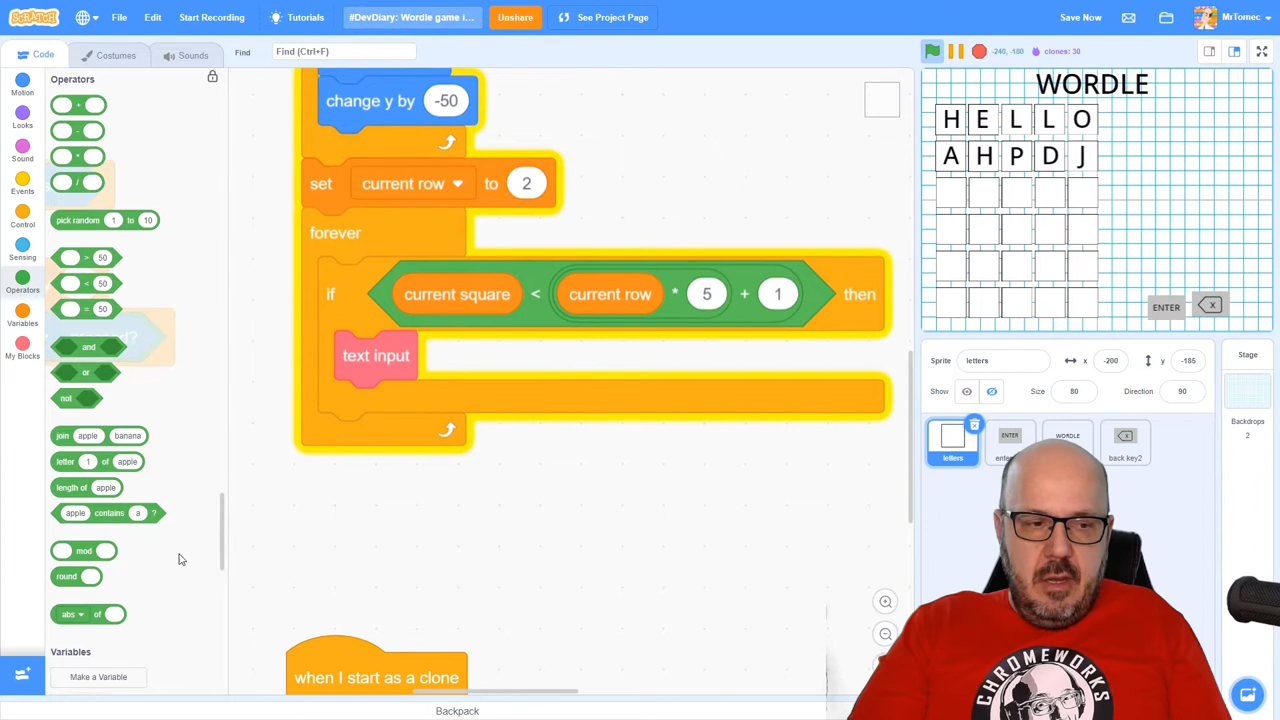 SCRATCH File Edit Start Recording Tutorials #DevDiary: Wordle game i... Unshare See Project Page Save Now MrTomec
Code Costumes Sounds Find Find (Ctrl+F) -240, -180 clones: 30
Motion
Looks
Sound
Events
Control
Sensing
Operators
Variables
My Blocks
Operators
+
-
*
/
pick random 1 to 10
> 50
< 50
= 50
and
or
not
join apple banana
letter 1 of apple
length of apple
apple contains a ?
mod
round
abs of
Variables
Make a Variable
change y by -50
set current row to 2
forever
if current square < current row * 5 + 1 then
text input
when I start as a clone
Backpack
WORDLE
H E L L O
A H P D J
ENTER X
Sprite letters x -200 y -185
Show Size 80 Direction 90
Stage
Backdrops
2
letters
ENTER
WORDLE
X
back key2
CHROMEWORKS